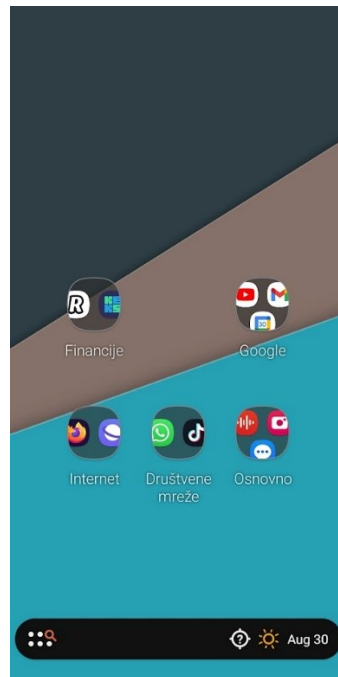 Financije
Google
Internet
Društvene
mreže
Osnovno
Aug 30